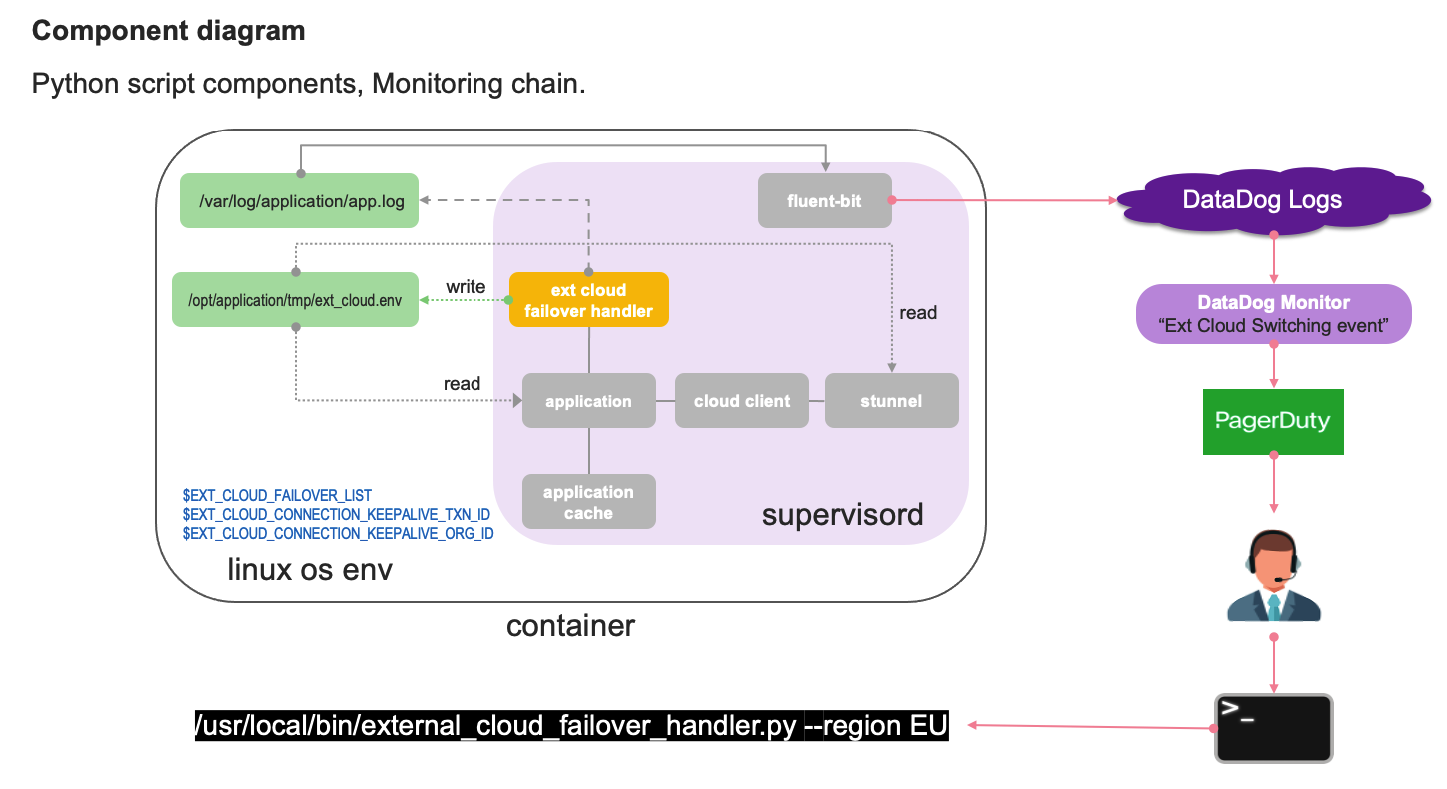 Component diagram
Python script components, Monitoring chain.
/var/log/application/app.log
fluent-bit
DataDog Logs
/opt/application/tmp/ext_cloud.env
write
ext cloud
failover handler
read
DataDog Monitor
“Ext Cloud Switching event”
read
application
cloud client
stunnel
PagerDuty
application
cache
$EXT_CLOUD_FAILOVER_LIST
$EXT_CLOUD_CONNECTION_KEEPALIVE_TXN_ID
$EXT_CLOUD_CONNECTION_KEEPALIVE_ORG_ID
supervisord
linux os env
container
>_
/usr/local/bin/external_cloud_failover_handler.py --region EU